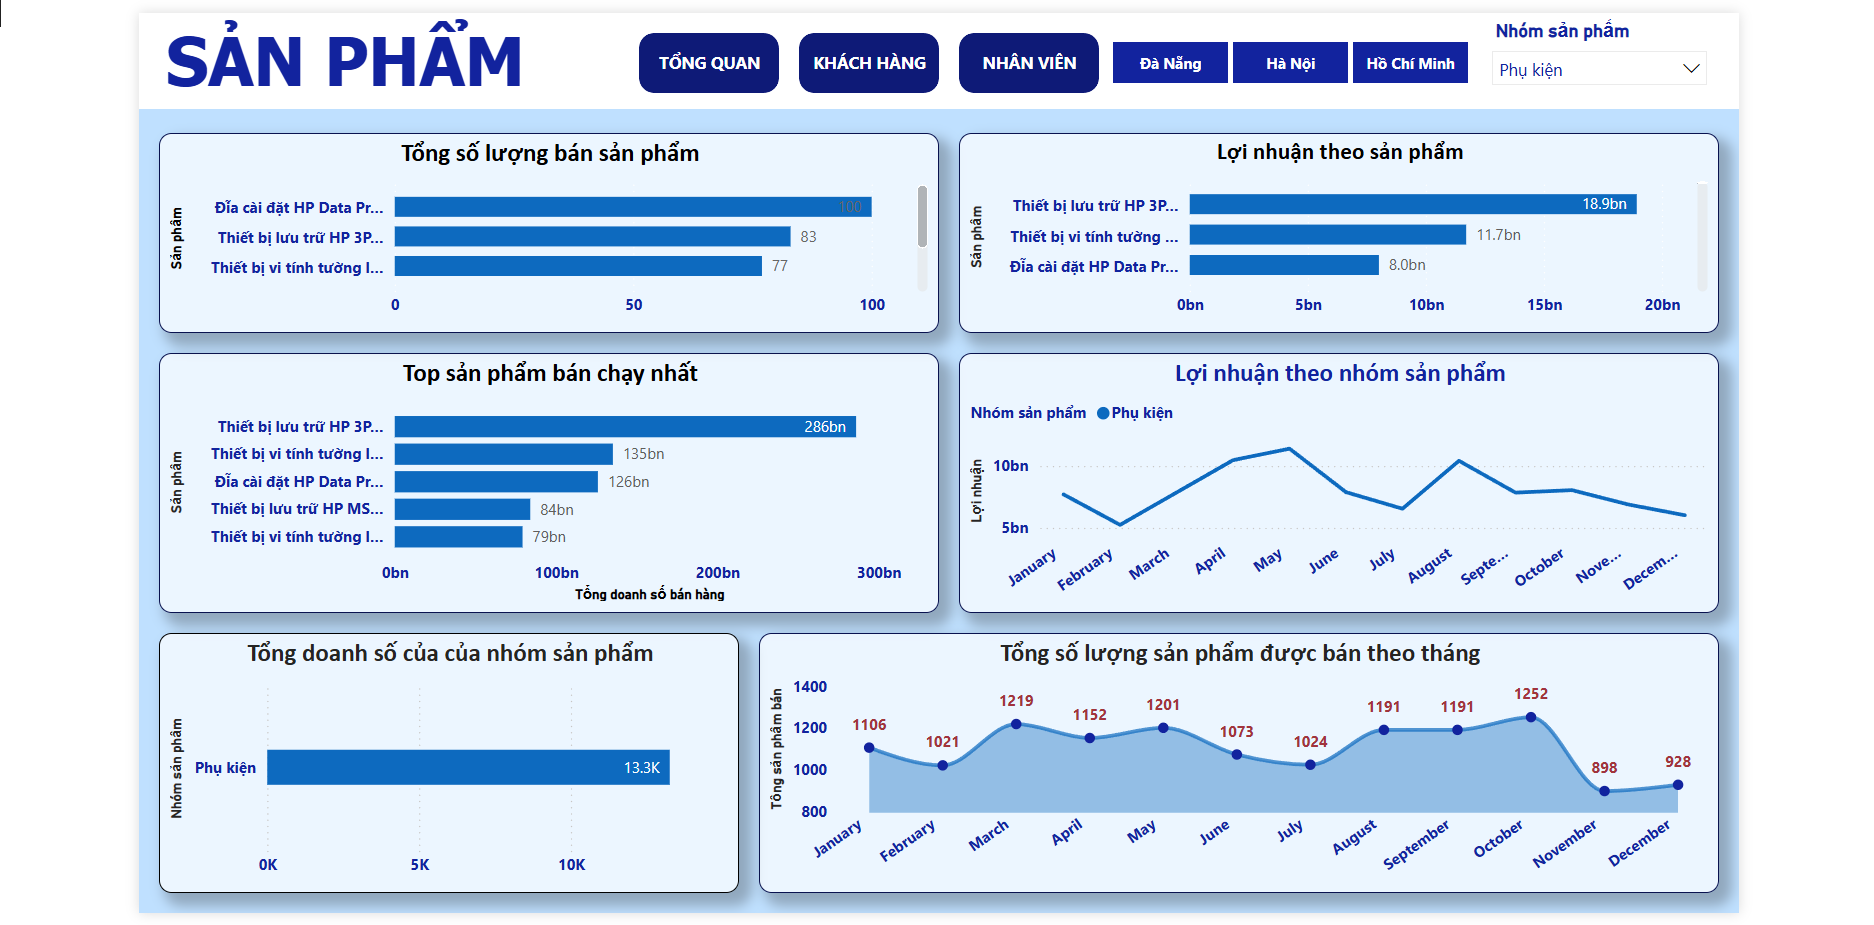 SẢN PHẨM
TỔNG QUAN
KHÁCH HÀNG
NHÂN VIÊN
Đà Nẵng
Hà Nội
Hồ Chí Minh
Nhóm sản phẩm
Phụ kiện
Tổng số lượng bán sản phẩm
Sản phẩm
Đĩa cài đặt HP Data Pr...
100
Thiết bị lưu trữ HP 3P...
83
Thiết bị vi tính tường l...
77
0
50
100
Lợi nhuận theo sản phẩm
Sản phẩm
Thiết bị lưu trữ HP 3P...
18.9bn
Thiết bị vi tính tường ...
11.7bn
Đĩa cài đặt HP Data Pr...
8.0bn
0bn
5bn
10bn
15bn
20bn
Top sản phẩm bán chạy nhất
Sản phẩm
Thiết bị lưu trữ HP 3P...
286bn
Thiết bị vi tính tường l...
135bn
Đĩa cài đặt HP Data Pr...
126bn
Thiết bị lưu trữ HP MS...
84bn
Thiết bị vi tính tường l...
79bn
0bn
100bn
200bn
300bn
Tổng doanh số bán hàng
Lợi nhuận theo nhóm sản phẩm
Nhóm sản phẩm
Phụ kiện
Lợi nhuận
10bn
5bn
January
February
March
April
May
June
July
August
Septe...
October
Nove...
Decem...
Tổng doanh số của của nhóm sản phẩm
Nhóm sản phẩm
Phụ kiện
13.3K
0K
5K
10K
Tổng số lượng sản phẩm được bán theo tháng
Tổng sản phẩm bán
1400
1200
1000
800
1106
1021
1219
1152
1201
1073
1024
1191
1191
1252
898
928
January
February
March
April
May
June
July
August
September
October
November
December